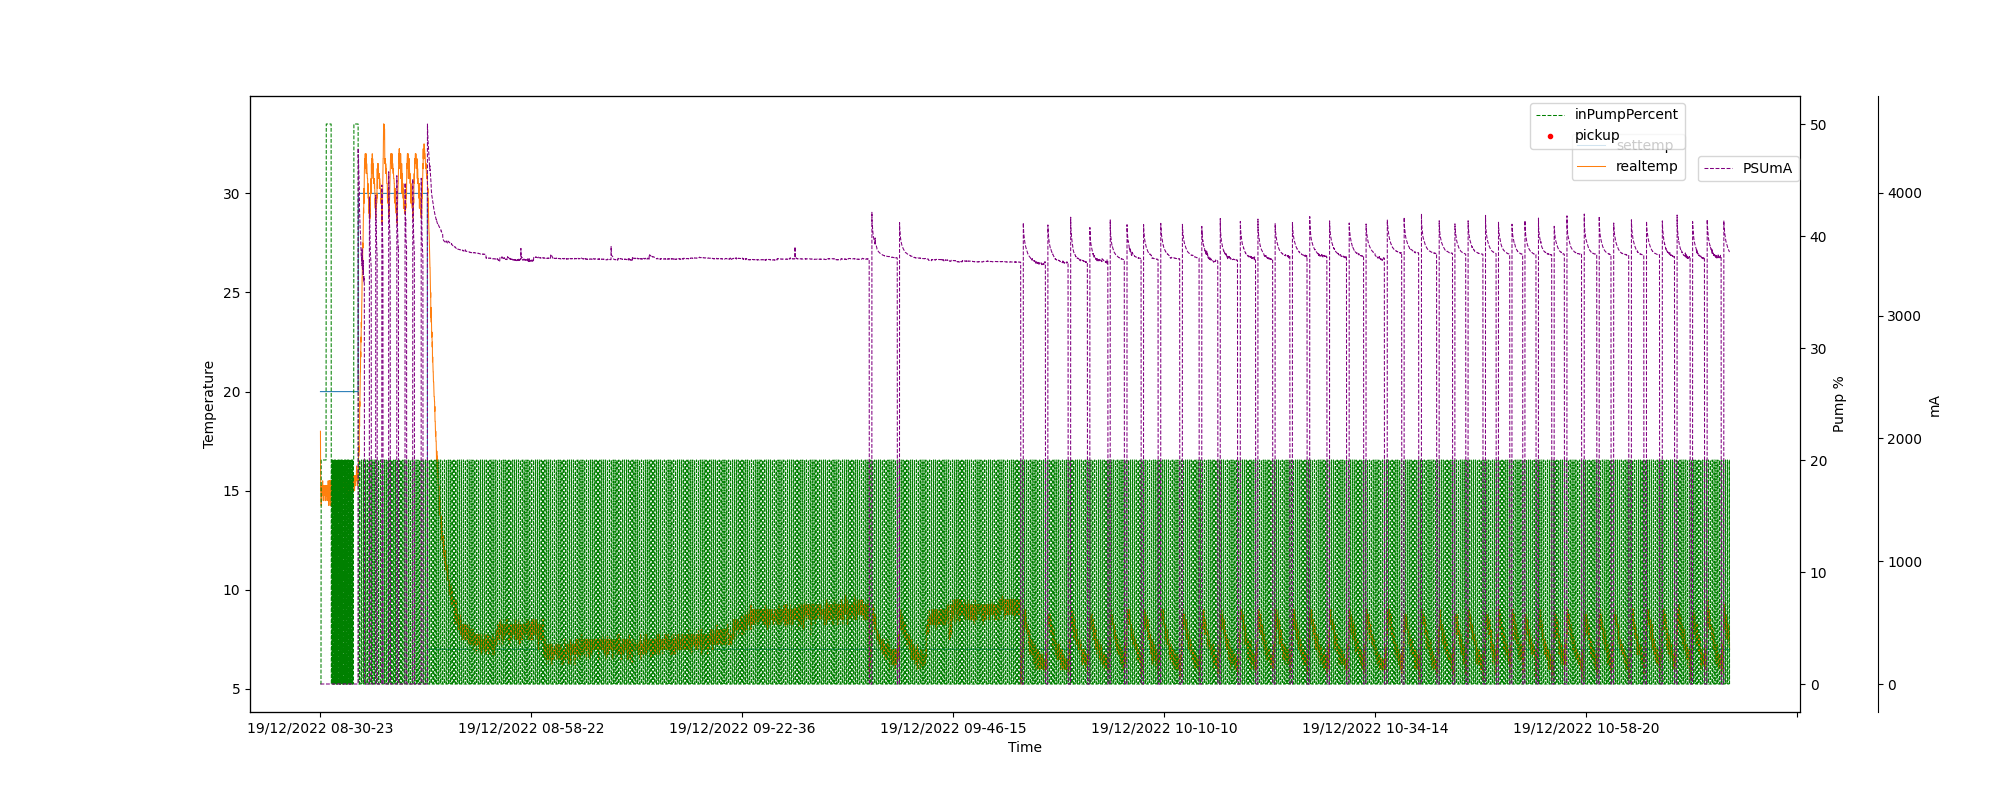 inPumpPercent
pickup
settemp
realtemp
PSUmA
30
25
20
15
10
5
Temperature
50
40
30
20
10
0
Pump %
4000
3000
2000
1000
0
mA
19/12/2022 08-30-23
19/12/2022 08-58-22
19/12/2022 09-22-36
19/12/2022 09-46-15
19/12/2022 10-10-10
19/12/2022 10-34-14
19/12/2022 10-58-20
Time